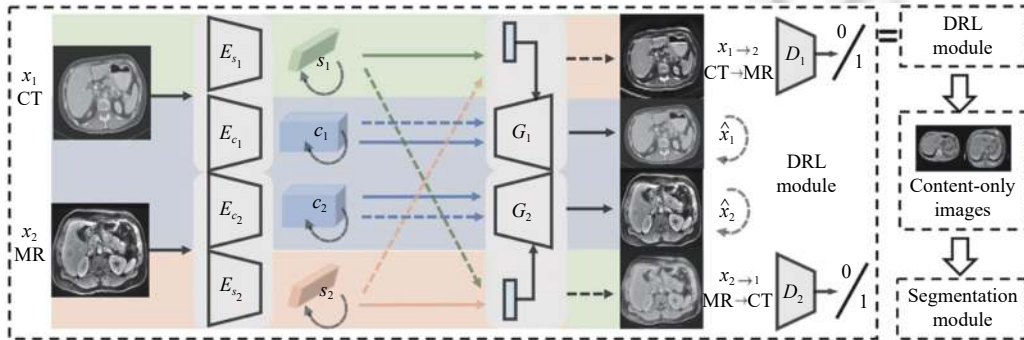 x1
CT
x2
MR
Es1
Ec1
Ec2
Es2
s1
c1
c2
s2
G1
G2
x1→2
CT→MR
x̂1
x̂2
x2→1
MR→CT
D1
0
1
DRL
module
D2
0
1
=
DRL
module
Content-only
images
Segmentation
module